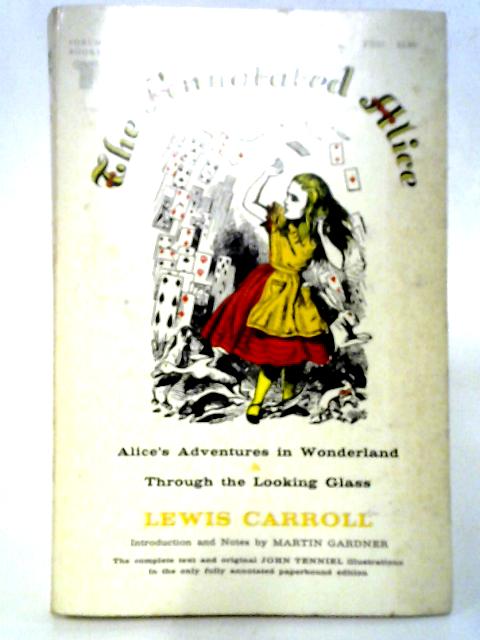 The Annotated Alice
Alice's Adventures in Wonderland
&
Through the Looking Glass
LEWIS CARROLL
Introduction and Notes by MARTIN GARDNER
The complete text and original JOHN TENNIEL illustrations
in the only fully annotated paperbound edition